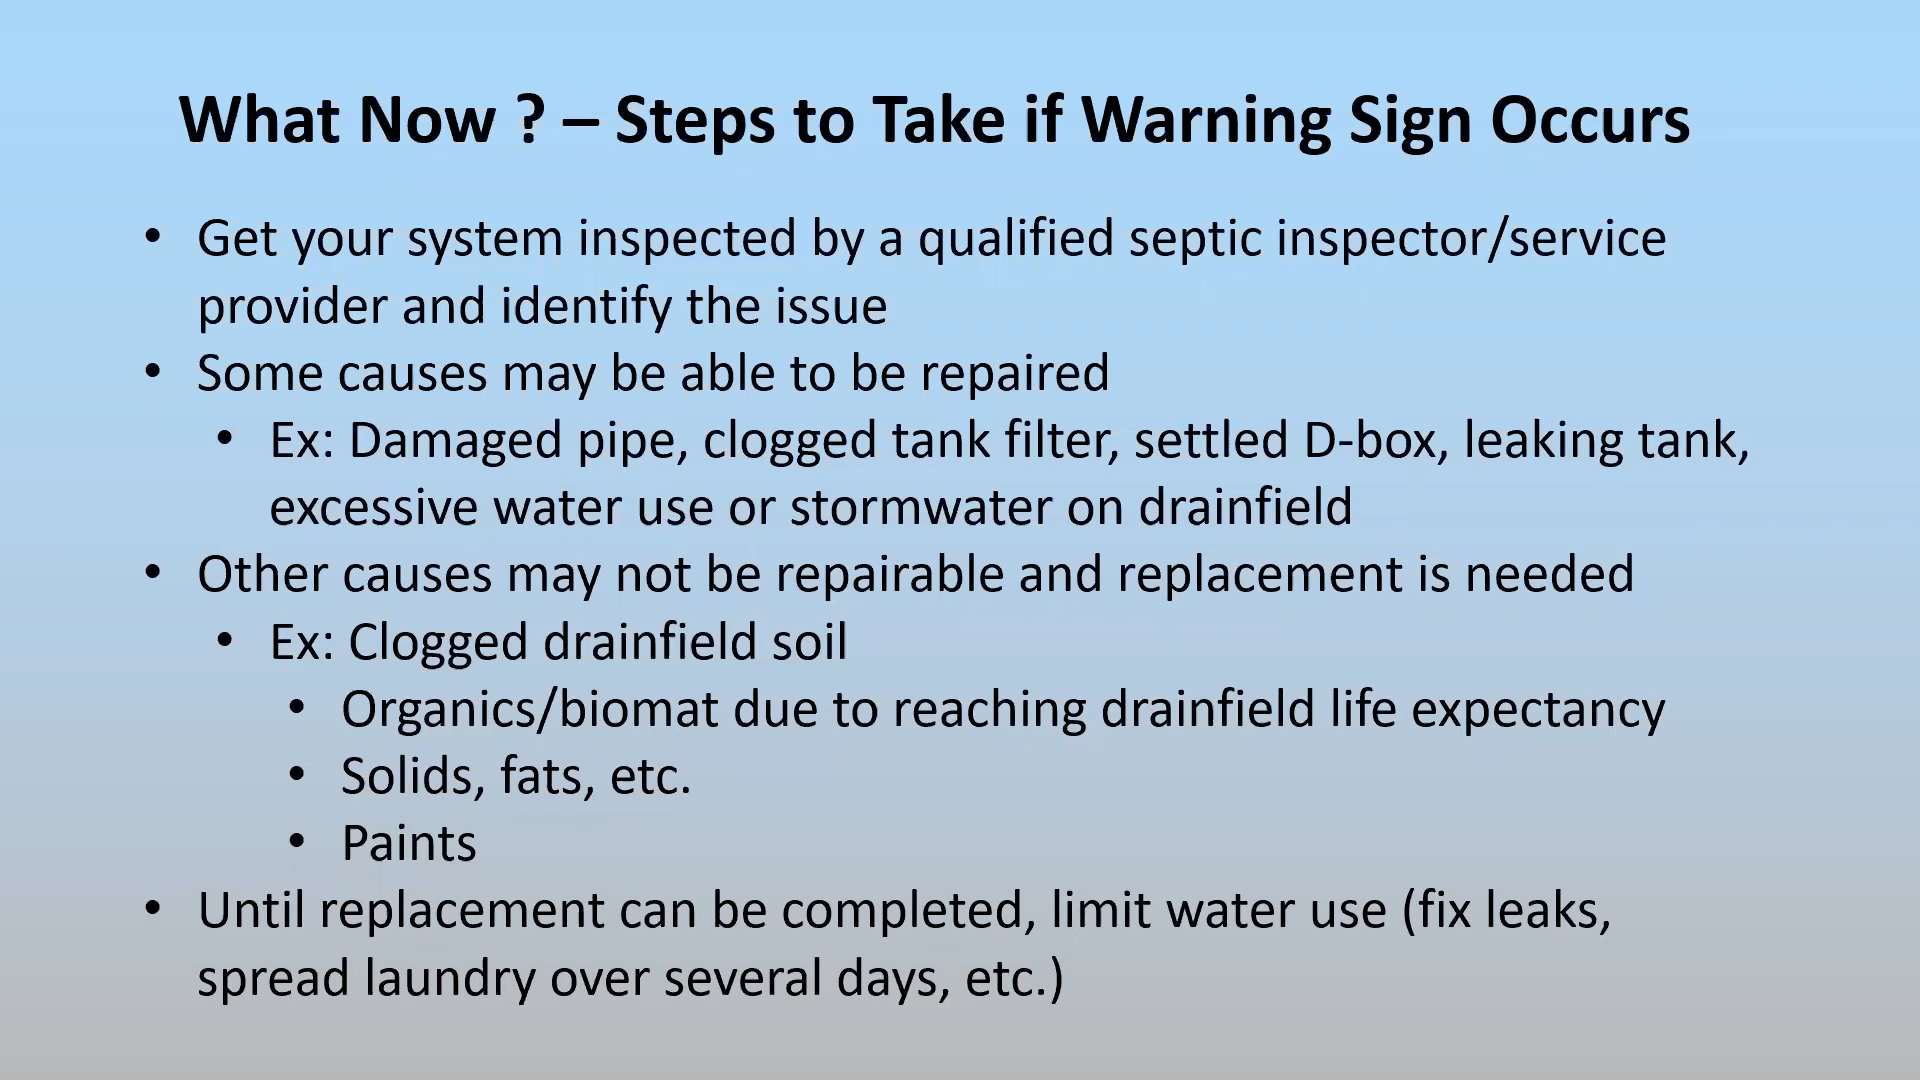 What Now ? – Steps to Take if Warning Sign Occurs
• Get your system inspected by a qualified septic inspector/service
provider and identify the issue
• Some causes may be able to be repaired
• Ex: Damaged pipe, clogged tank filter, settled D-box, leaking tank,
excessive water use or stormwater on drainfield
• Other causes may not be repairable and replacement is needed
• Ex: Clogged drainfield soil
• Organics/biomat due to reaching drainfield life expectancy
• Solids, fats, etc.
• Paints
• Until replacement can be completed, limit water use (fix leaks,
spread laundry over several days, etc.)